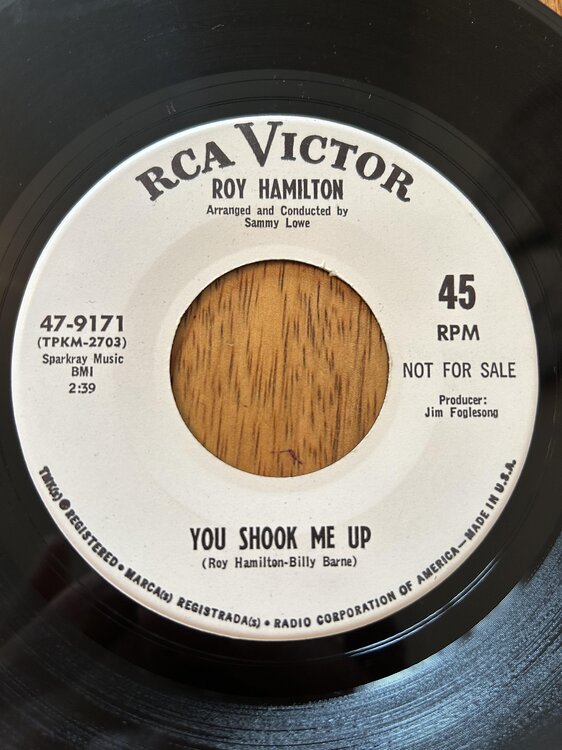 RCA VICTOR
ROY HAMILTON
Arranged and Conducted by
Sammy Lowe
47-9171
(TPKM-2703)
Sparkray Music
BMI
2:39
45
RPM
NOT FOR SALE
Producer:
Jim Foglesong
YOU SHOOK ME UP
(Roy Hamilton-Billy Barne)
TMK(s) ® REGISTERED • MARCA(s) REGISTRADA(s) • RADIO CORPORATION OF AMERICA—MADE IN U.S.A.